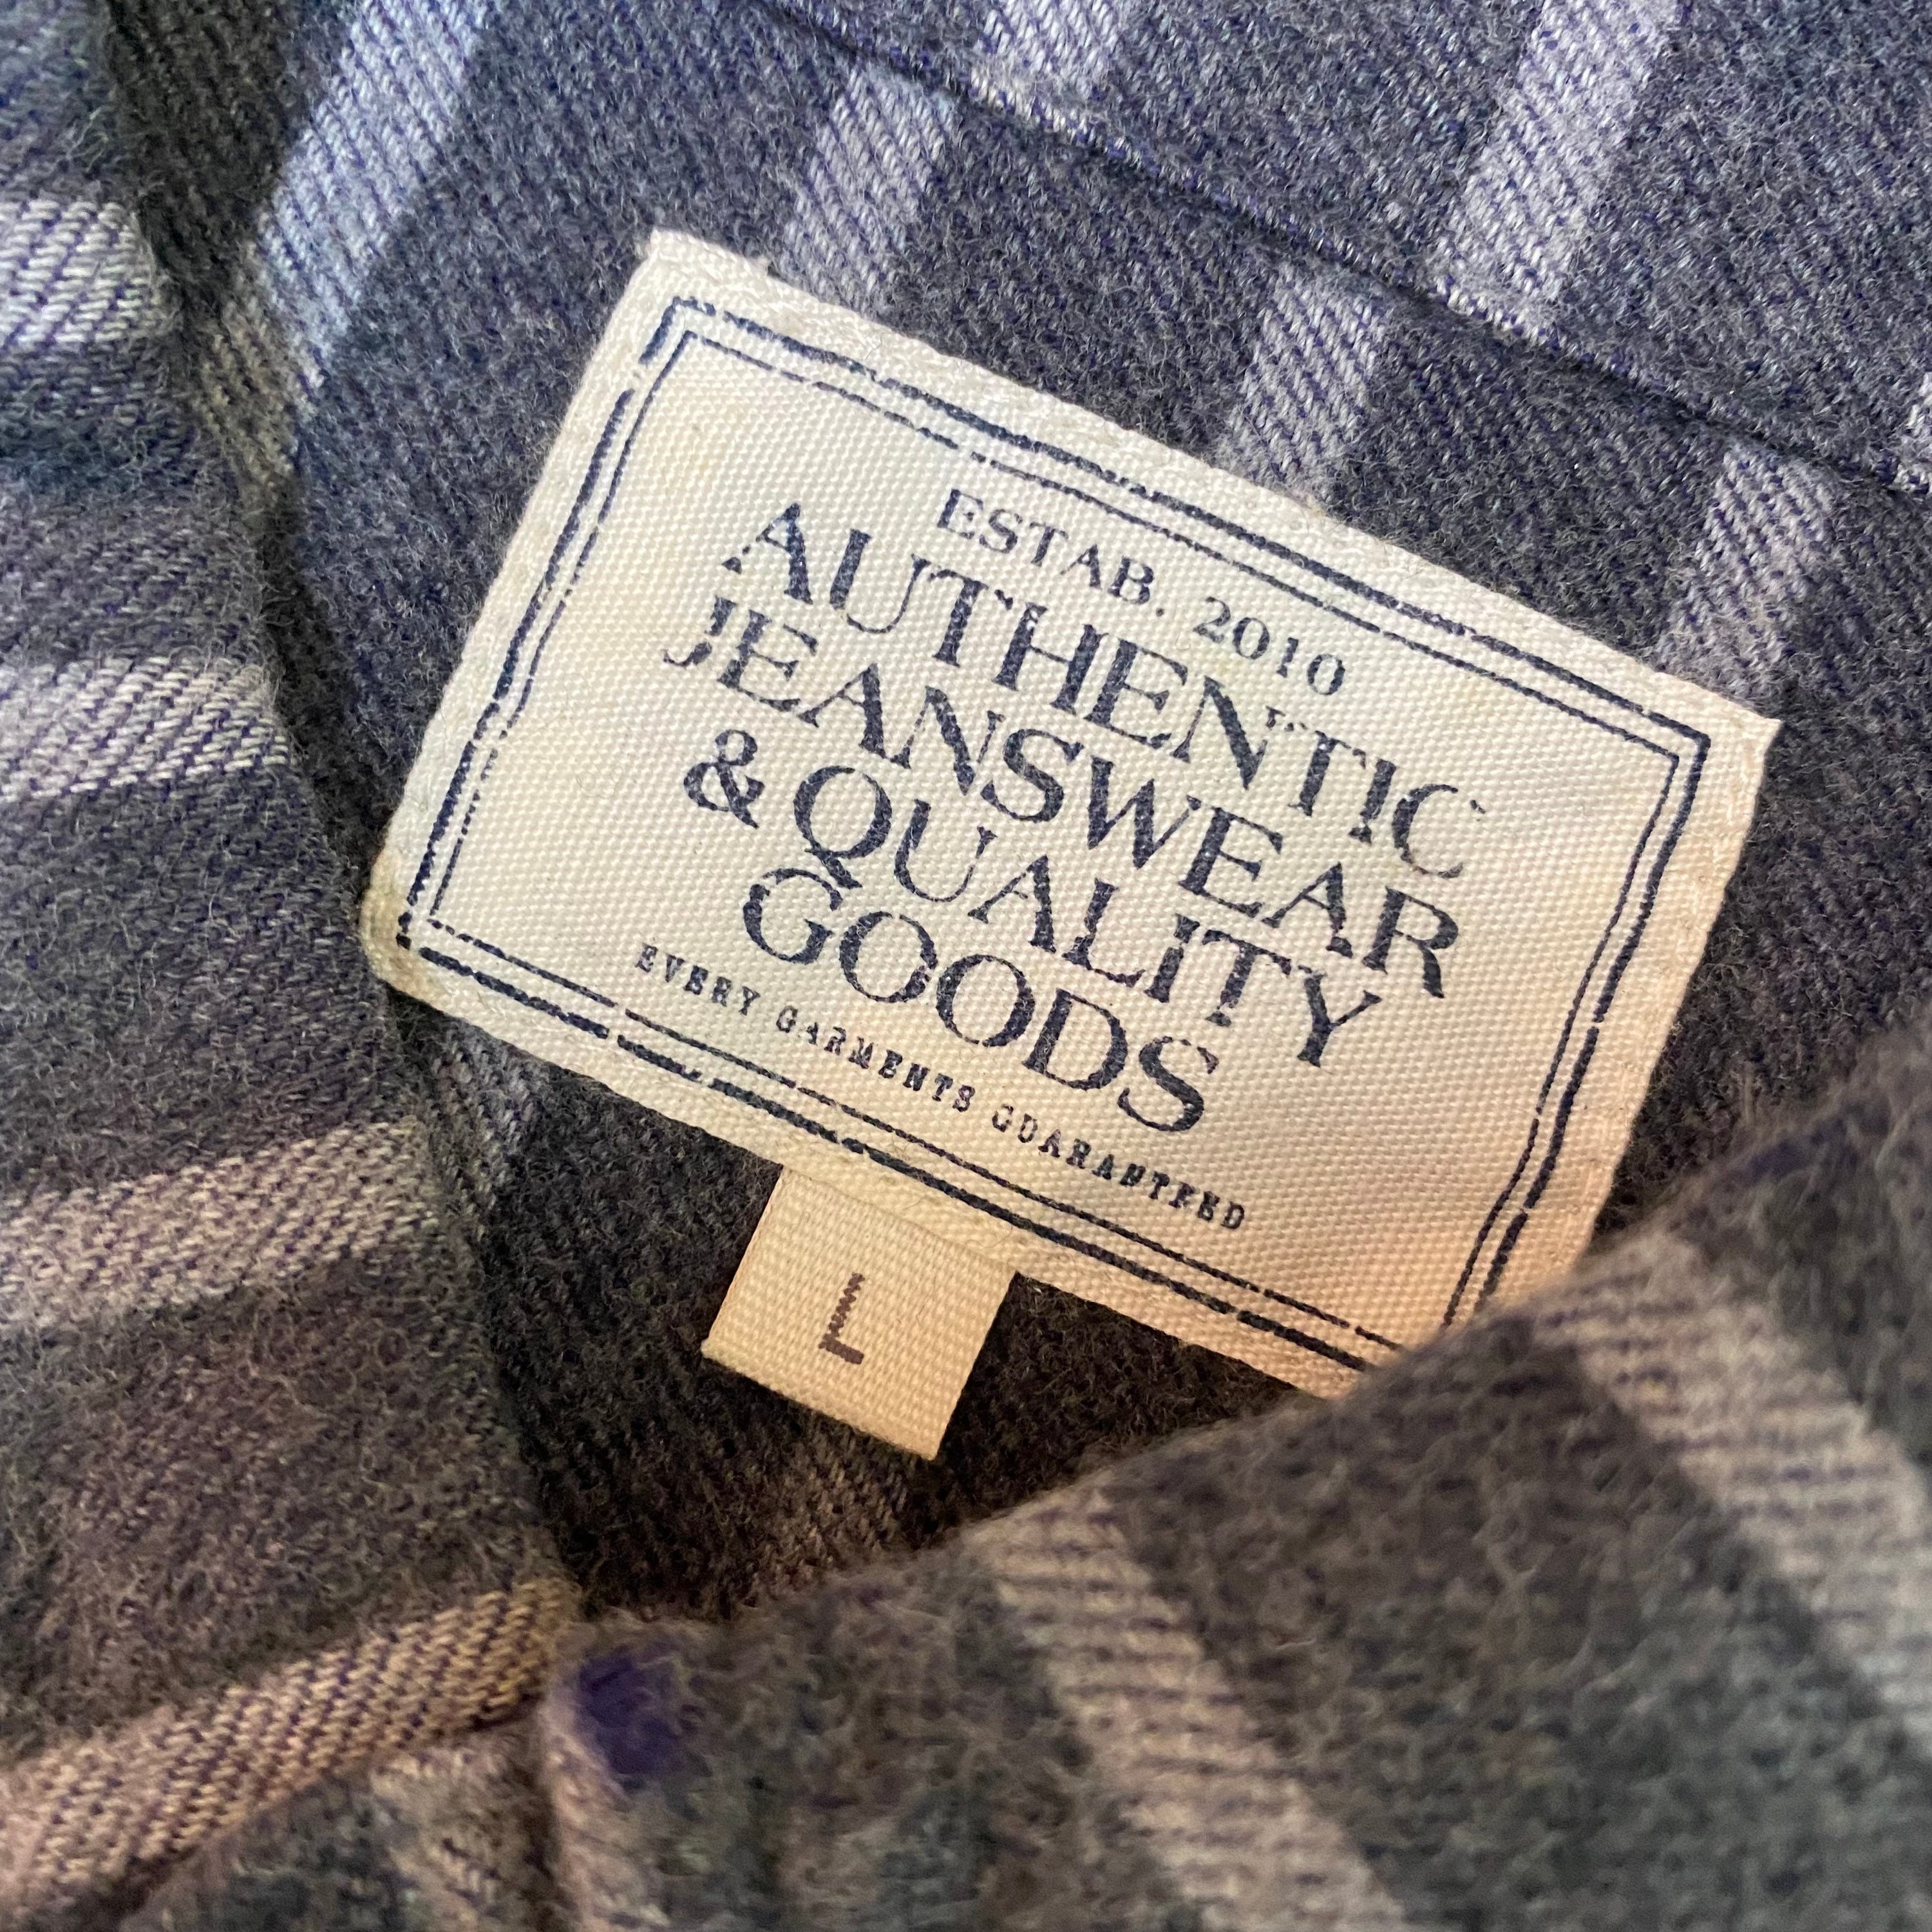 ESTAB. 2010
AUTHENTIC
JEANSWEAR
& QUALITY
GOODS
EVERY GARMENTS GUARANTEED
L